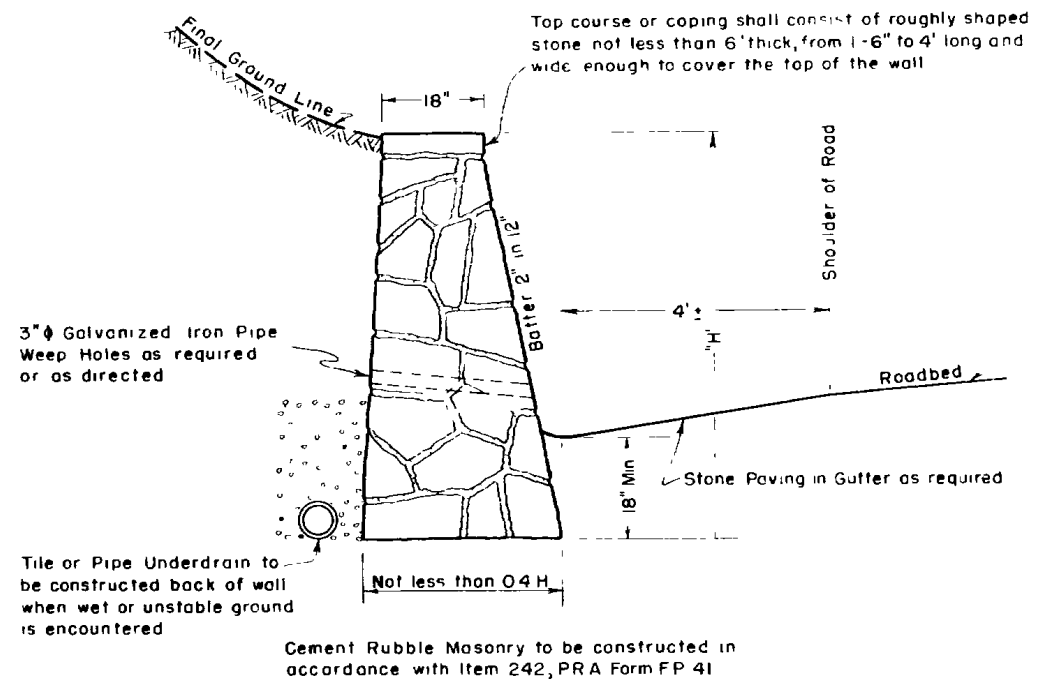 Top course or coping shall consist of roughly shaped
stone not less than 6' thick, from 1-6" to 4' long and
wide enough to cover the top of the wall
Final Ground Line
18"
Shoulder of Road
Batter 2" in 12"
4' ±
"H"
3"ϕ Galvanized Iron Pipe
Weep Holes as required
or as directed
Roadbed
18" Min
Stone Paving in Gutter as required
Tile or Pipe Underdrain to
be constructed back of wall
when wet or unstable ground
is encountered
Not less than 0 4 H
Cement Rubble Masonry to be constructed in
accordance with Item 242, PRA Form FP 41